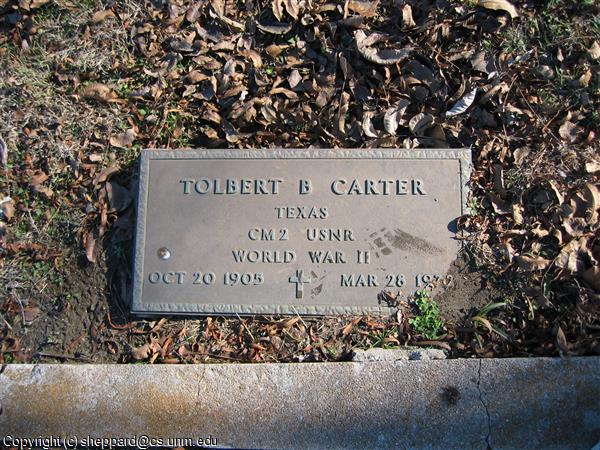 TOLBERT B CARTER
TEXAS
CM2 USNR
WORLD WAR II
OCT 20 1905 MAR 28
Copyright (c) sheppard@cs.unm.edu